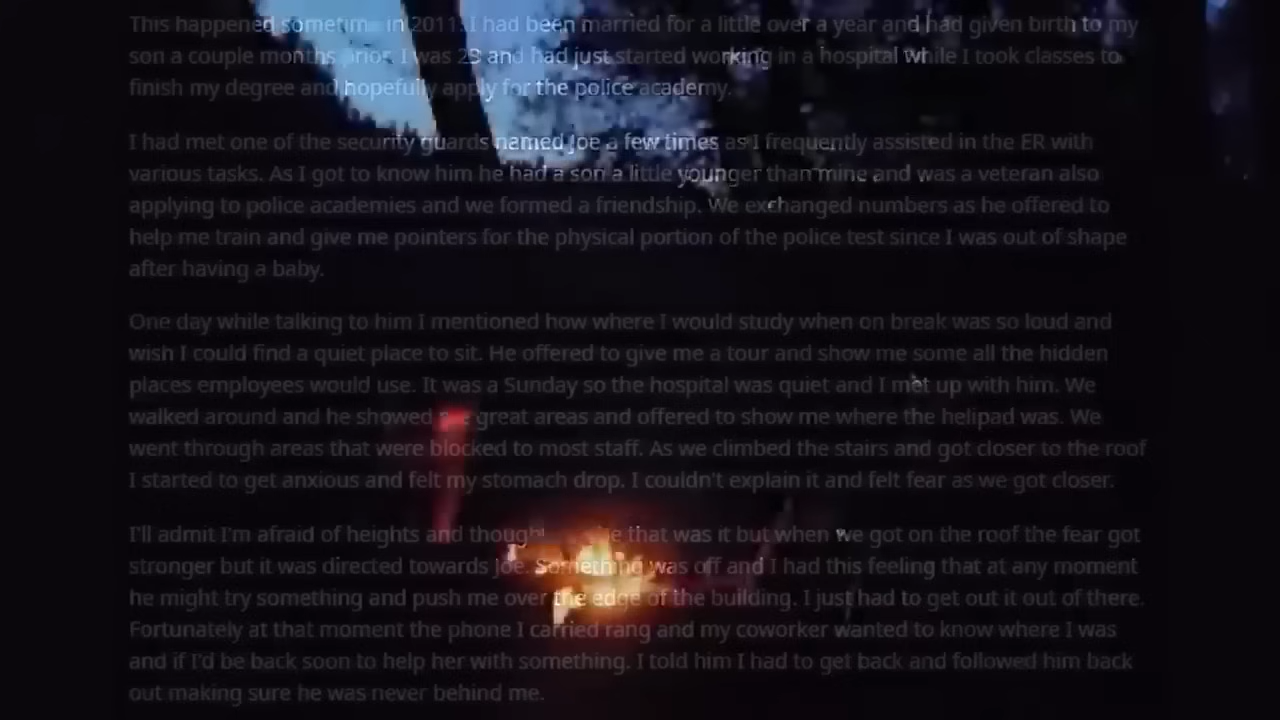 This happened sometime in 2011. I had been married for a little over a year and had given birth to my
son a couple months prior. I was 23 and had just started working in a hospital while I took classes to
finish my degree and hopefully apply for the police academy.
I had met one of the security guards named Joe a few times as I frequently assisted in the ER with
various tasks. As I got to know him he had a son a little younger than mine and was a veteran also
applying to police academies and we formed a friendship. We exchanged numbers as he offered to
help me train and give me pointers for the physical portion of the police test since I was out of shape
after having a baby.
One day while talking to him I mentioned how where I would study when on break was so loud and
wish I could find a quiet place to sit. He offered to give me a tour and show me some all the hidden
places employees would use. It was a Sunday so the hospital was quiet and I met up with him. We
walked around and he showed me great areas and offered to show me where the helipad was. We
went through areas that were blocked to most staff. As we climbed the stairs and got closer to the roof
I started to get anxious and felt my stomach drop. I couldn't explain it and felt fear as we got closer.
I'll admit I'm afraid of heights and thought maybe that was it but when we got on the roof the fear got
stronger but it was directed towards Joe. Something was off and I had this feeling that at any moment
he might try something and push me over the edge of the building. I just had to get out it out of there.
Fortunately at that moment the phone I carried rang and my coworker wanted to know where I was
and if I'd be back soon to help her with something. I told him I had to get back and followed him back
out making sure he was never behind me.